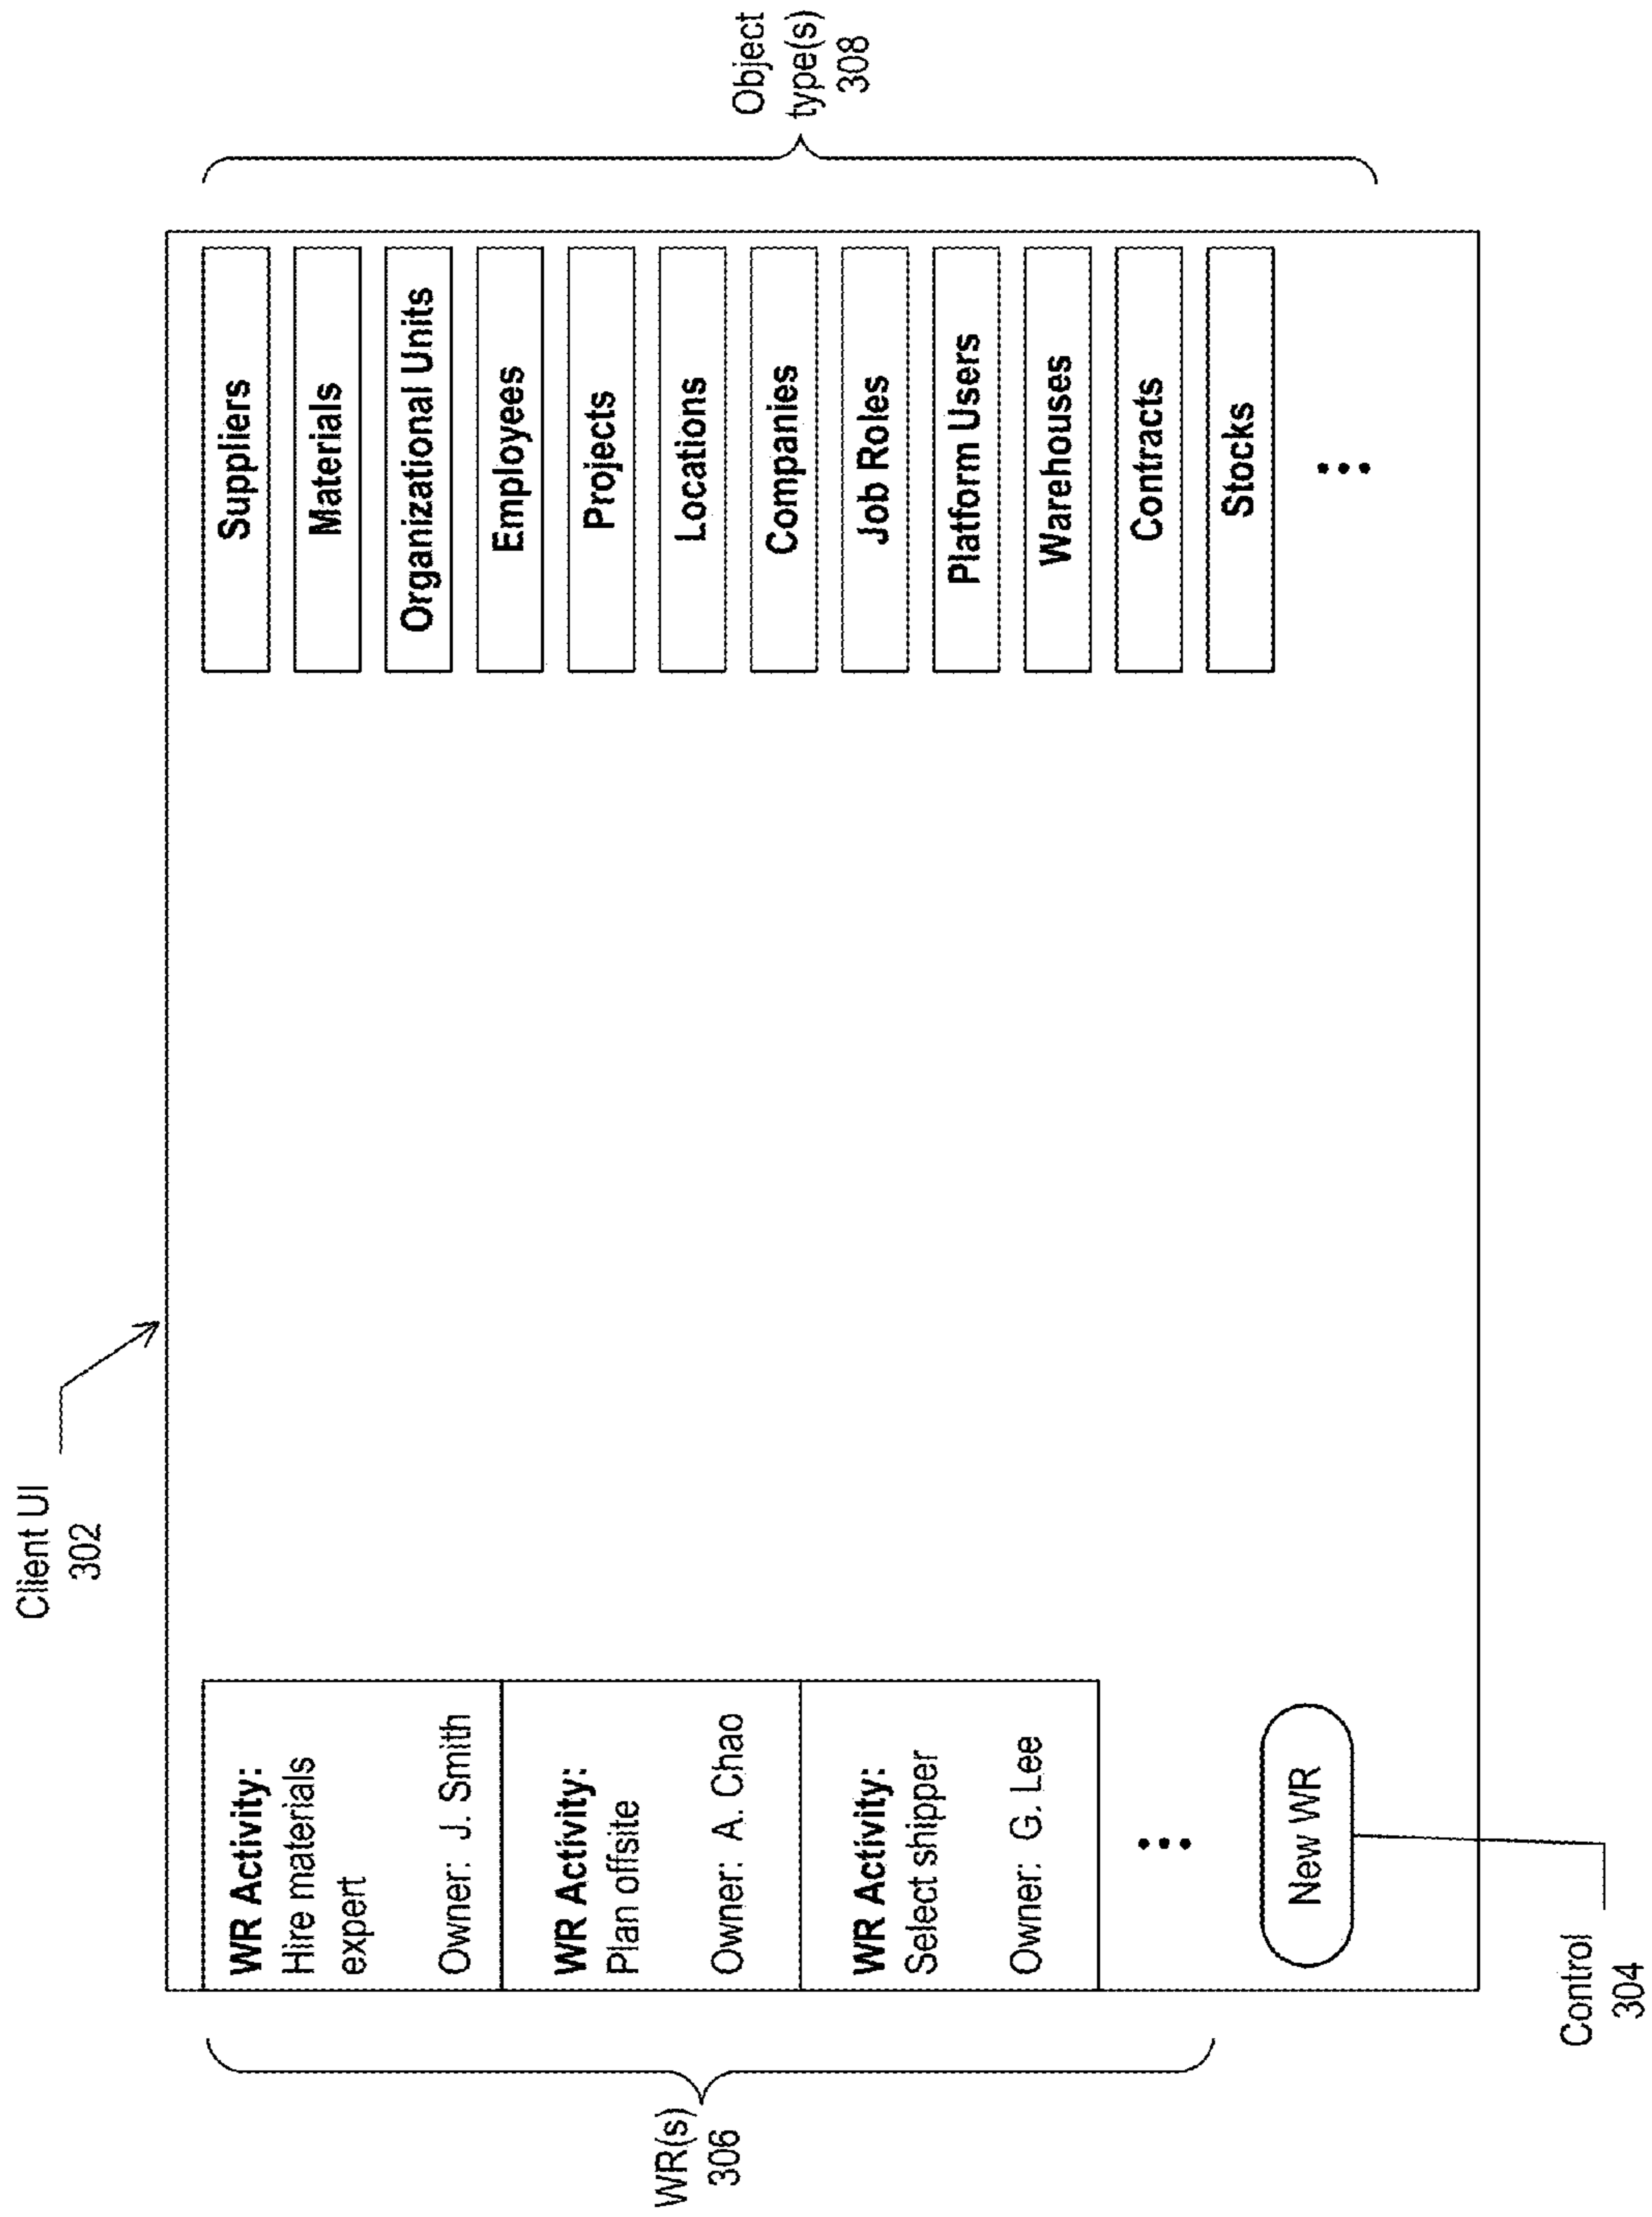 Client UI
302
WR(s)
306
WR Activity:
Hire materials
expert
Owner: J. Smith
WR Activity:
Plan offsite
Owner: A. Chao
WR Activity:
Select shipper
Owner: G. Lee
New WR
Control
304
Suppliers
Materials
Organizational Units
Employees
Projects
Locations
Companies
Job Roles
Platform Users
Warehouses
Contracts
Stocks
Object
type(s)
308